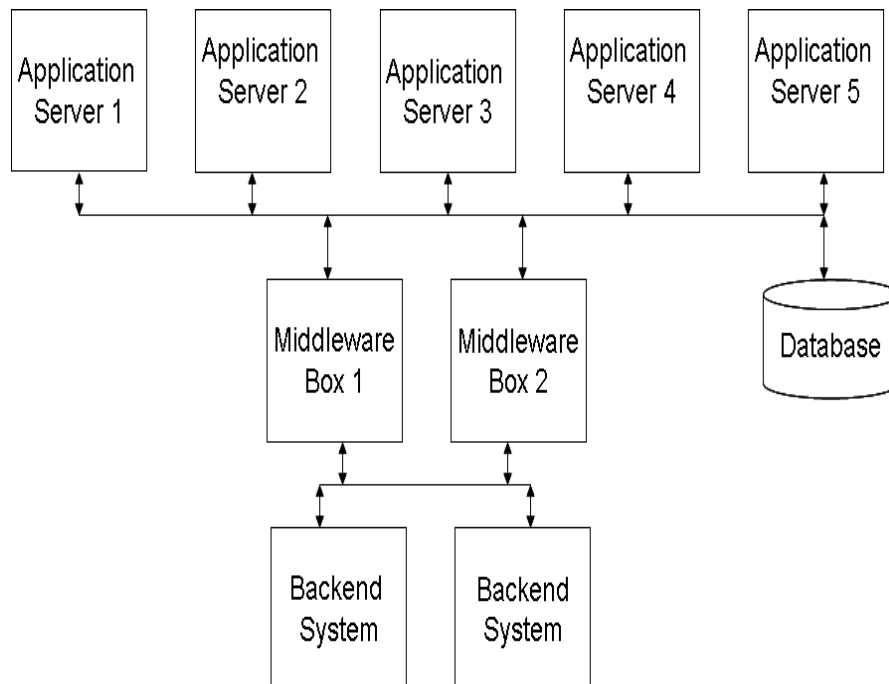 Application
Server 1
Application
Server 2
Application
Server 3
Application
Server 4
Application
Server 5
Middleware
Box 1
Middleware
Box 2
Database
Backend
System
Backend
System